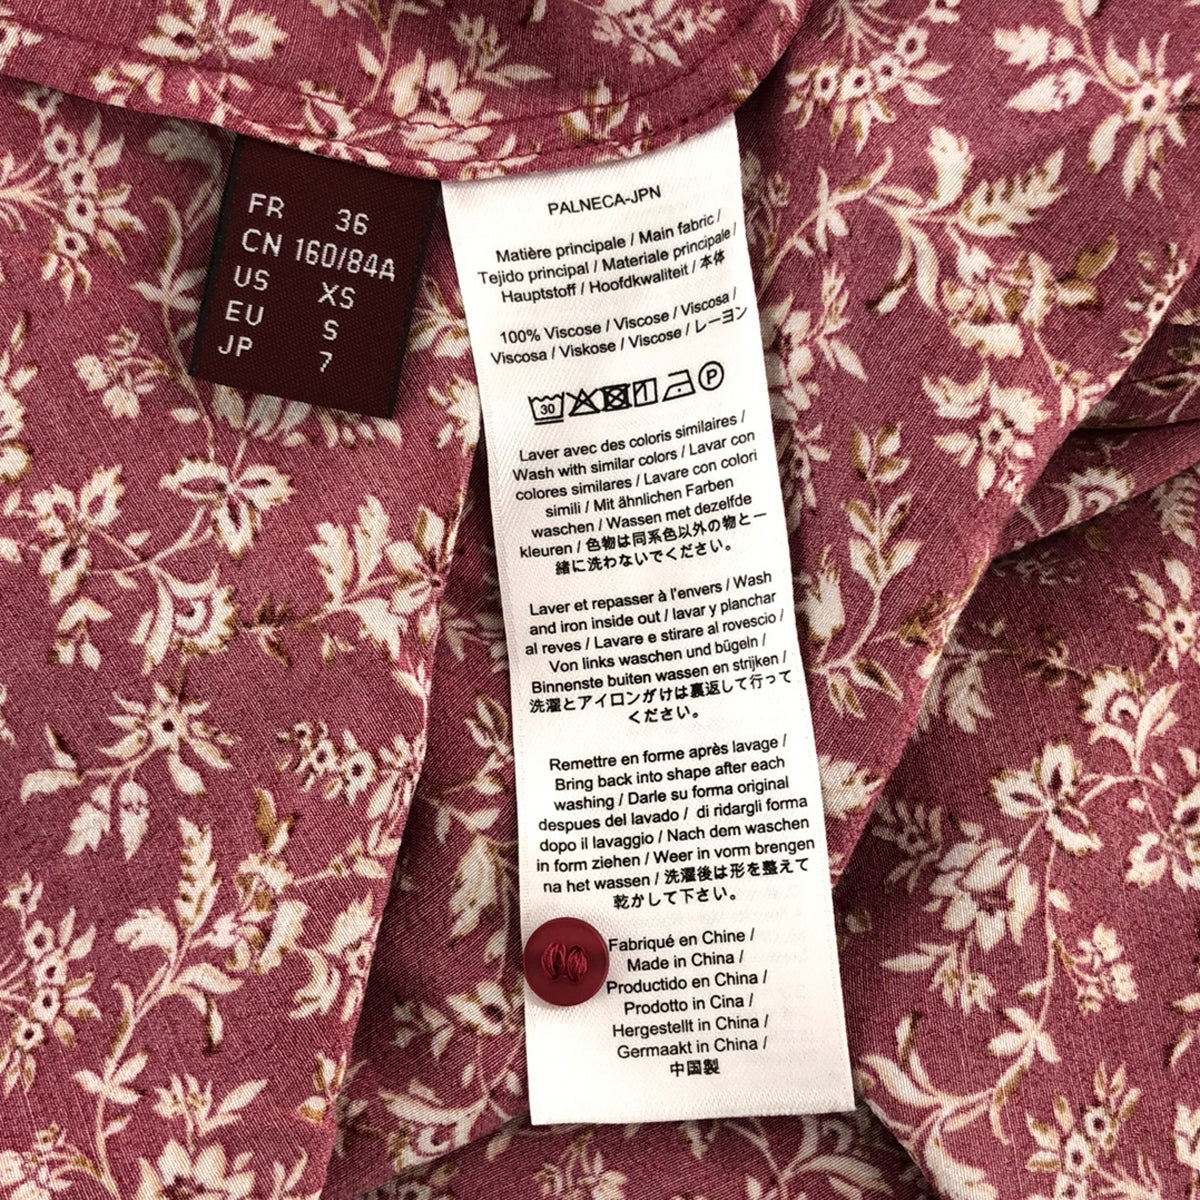 FR 36
CN 160/84A
US XS
EU S
JP 7
PALNECA-JPN
Matière principale / Main fabric /
Tejido principal / Materiale principale /
Hauptstoff / Hoofdkwaliteit / 本体
100% Viscose / Viscose / Viscosa /
Viscosa / Viskose / Viscose / レーヨン
30
P
Laver avec des coloris similaires /
Wash with similar colors / Lavar con
colores similares / Lavare con colori
simili / Mit ähnlichen Farben
waschen / Wassen met dezelfde
kleuren / 色物は同系色以外の物と一
緒に洗わないでください。
Laver et repasser à l'envers / Wash
and iron inside out / lavar y planchar
al reves / Lavare e stirare al rovescio /
Von links waschen und bügeln /
Binnenste buiten wassen en strijken /
洗濯とアイロンがけは裏返して行って
ください。
Remettre en forme après lavage /
Bring back into shape after each
washing / Darle su forma original
despues del lavado / di ridargli forma
dopo il lavaggio / Nach dem waschen
in form ziehen / Weer in vorm brengen
na het wassen / 洗濯後は形を整えて
乾かして下さい。
Fabriqué en Chine /
Made in China /
Productido en China /
Prodotto in Cina /
Hergestellt in China /
Germaakt in China /
中国製